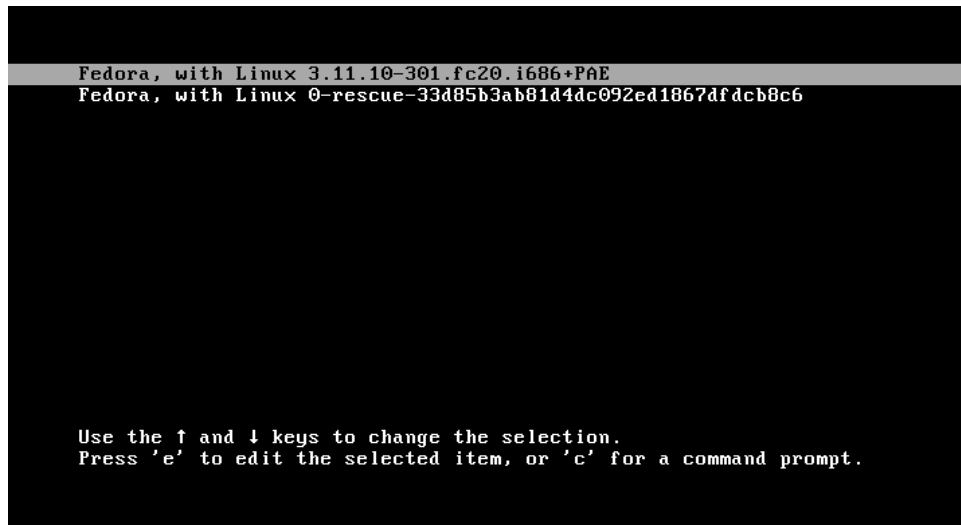 Fedora, with Linux 3.11.10-301.fc20.i686+PAE
Fedora, with Linux 0-rescue-33d85b3ab81d4dc092ed1867dfdcb8c6
Use the ↑ and ↓ keys to change the selection.
Press 'e' to edit the selected item, or 'c' for a command prompt.